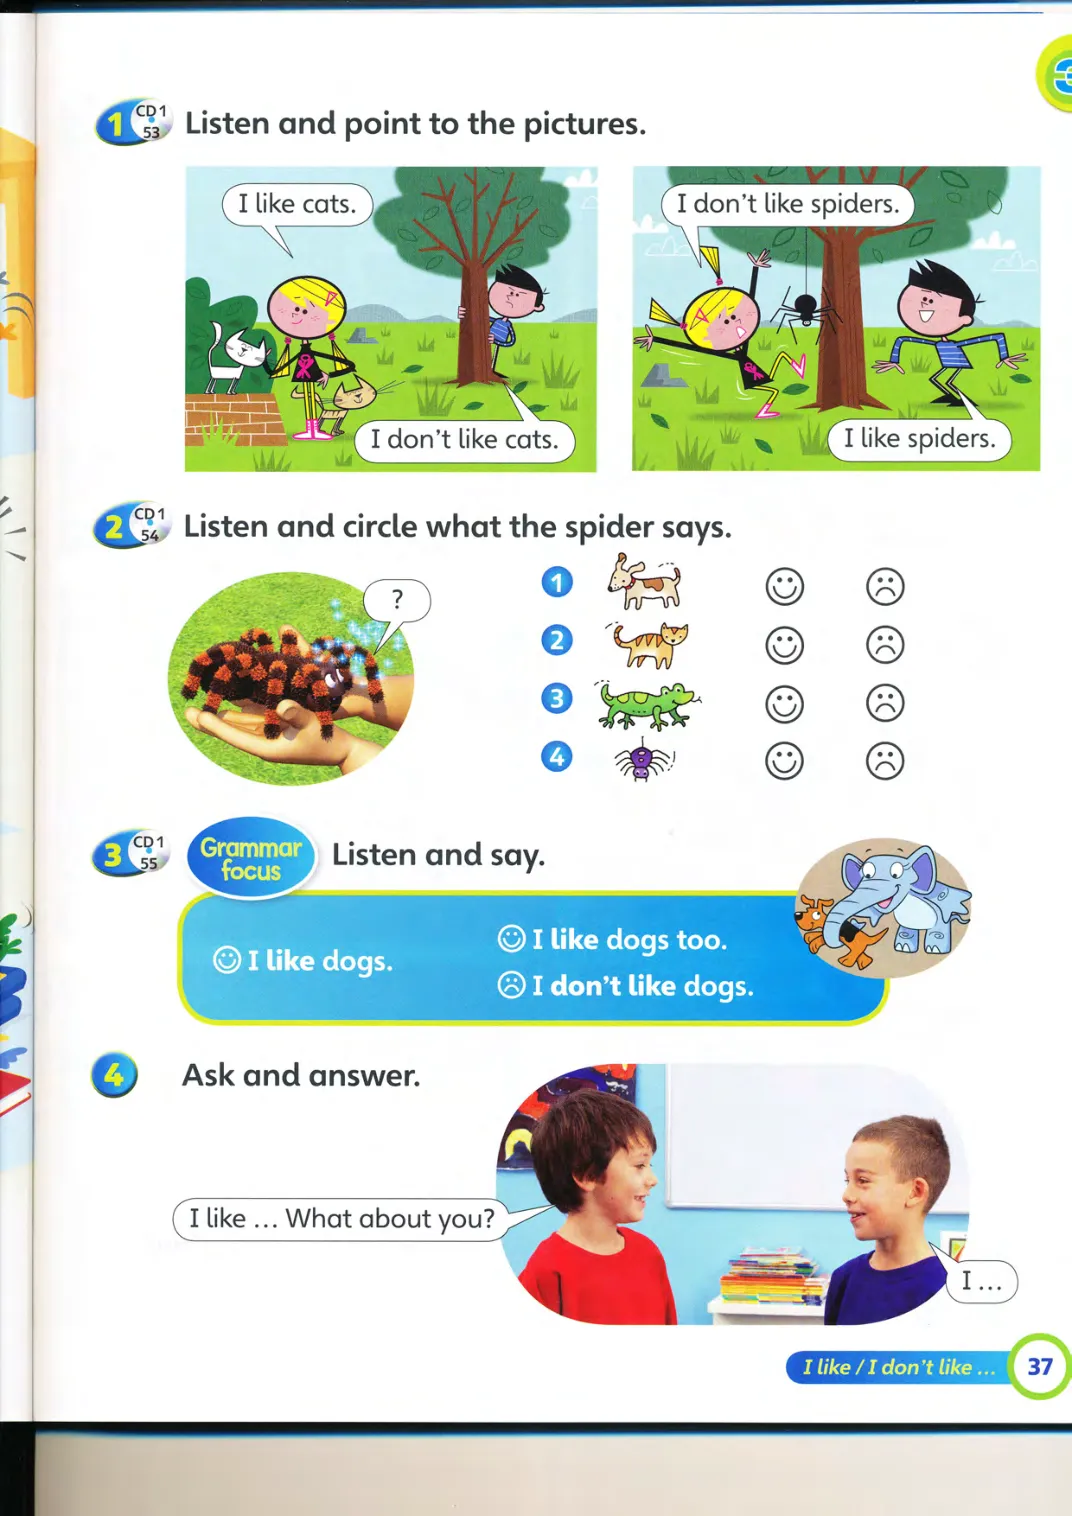 3
1 CD1 53 Listen and point to the pictures.
I like cats.
I don't like cats.
I don't like spiders.
I like spiders.
2 CD1 54 Listen and circle what the spider says.
?
1
2
3
4
3 CD1 55 Grammar focus Listen and say.
I like dogs.
I like dogs too.
I don't like dogs.
4 Ask and answer.
I like ... What about you?
I ...
I like / I don't like ... 37